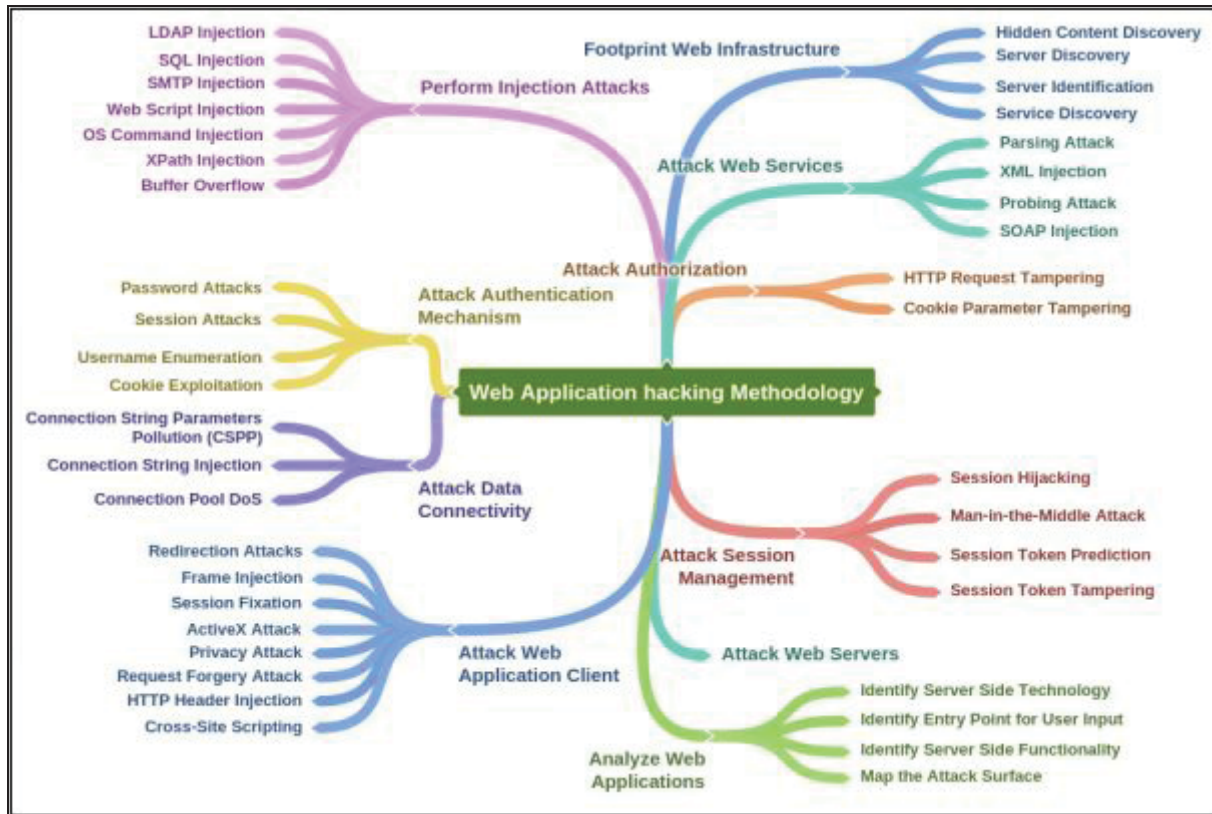 LDAP Injection
SQL Injection
SMTP Injection
Web Script Injection
OS Command Injection
XPath Injection
Buffer Overflow
Perform Injection Attacks
Footprint Web Infrastructure
Hidden Content Discovery
Server Discovery
Server Identification
Service Discovery
Attack Web Services
Parsing Attack
XML Injection
Probing Attack
SOAP Injection
Attack Authorization
HTTP Request Tampering
Cookie Parameter Tampering
Password Attacks
Session Attacks
Username Enumeration
Cookie Exploitation
Attack Authentication
Mechanism
Web Application hacking Methodology
Connection String Parameters
Pollution (CSPP)
Connection String Injection
Connection Pool DoS
Attack Data
Connectivity
Session Hijacking
Man-in-the-Middle Attack
Session Token Prediction
Session Token Tampering
Attack Session
Management
Redirection Attacks
Frame Injection
Session Fixation
ActiveX Attack
Privacy Attack
Request Forgery Attack
HTTP Header Injection
Cross-Site Scripting
Attack Web
Application Client
Attack Web Servers
Identify Server Side Technology
Identify Entry Point for User Input
Identify Server Side Functionality
Map the Attack Surface
Analyze Web
Applications